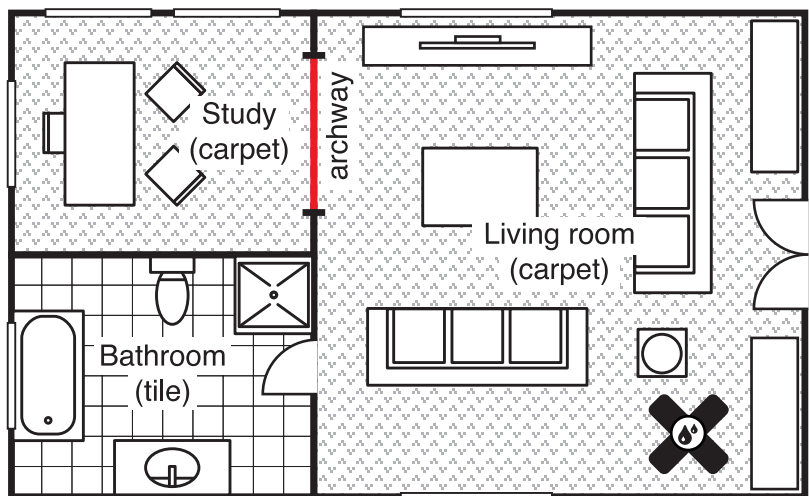 Study
(carpet)
archway
Living room
(carpet)
Bathroom
(tile)